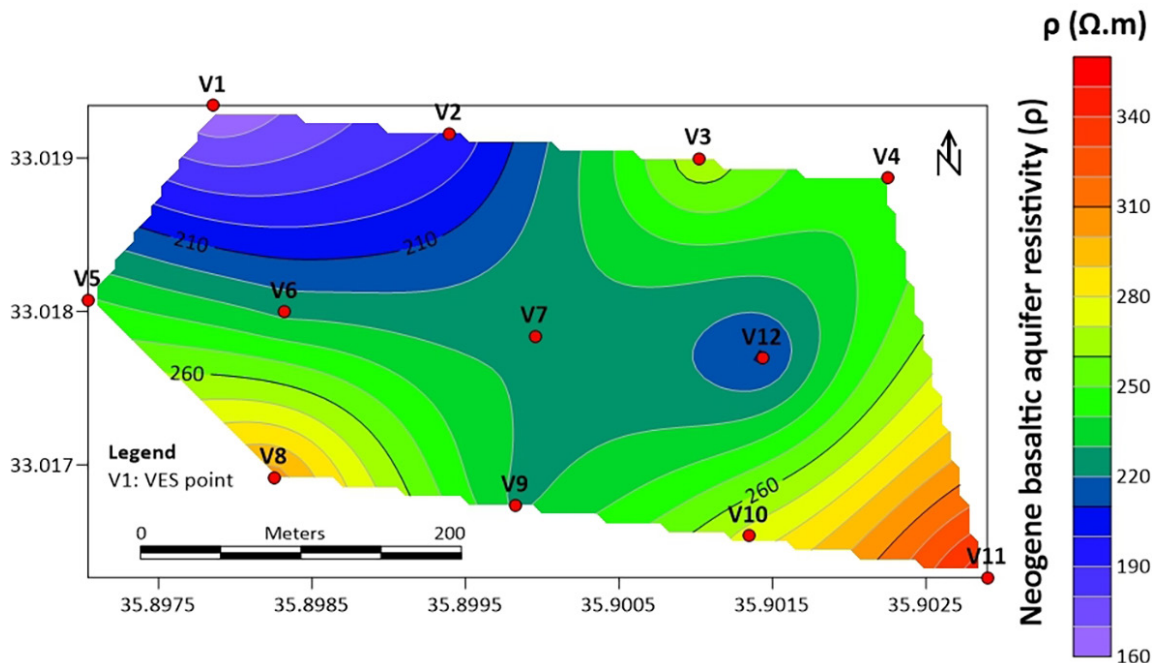 ρ (Ω.m)
V1
V2
V3
V4
33.019
N
340
310
210
210
V5
V6
V7
V12
33.018
280
260
250
Legend
V1: VES point
V8
33.017
V9
260
V10
V11
220
0 Meters 200
190
160
35.8975 35.8985 35.8995 35.9005 35.9015 35.9025
Neogene basaltic aquifer resistivity (ρ)